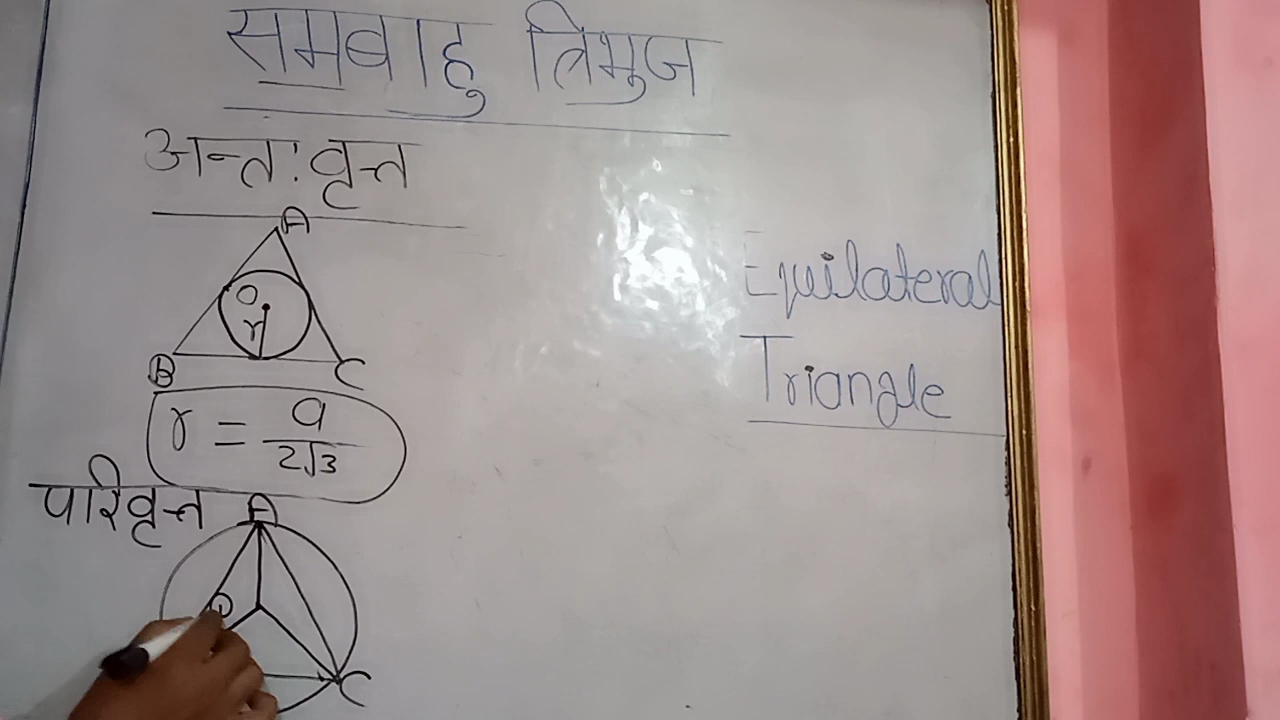 समबाहु त्रिभुज
अन्त:वृत्त
A
O
r
B C
r = a / 2√3
परिवृत्त
A
O
C
Equilateral
Triangle